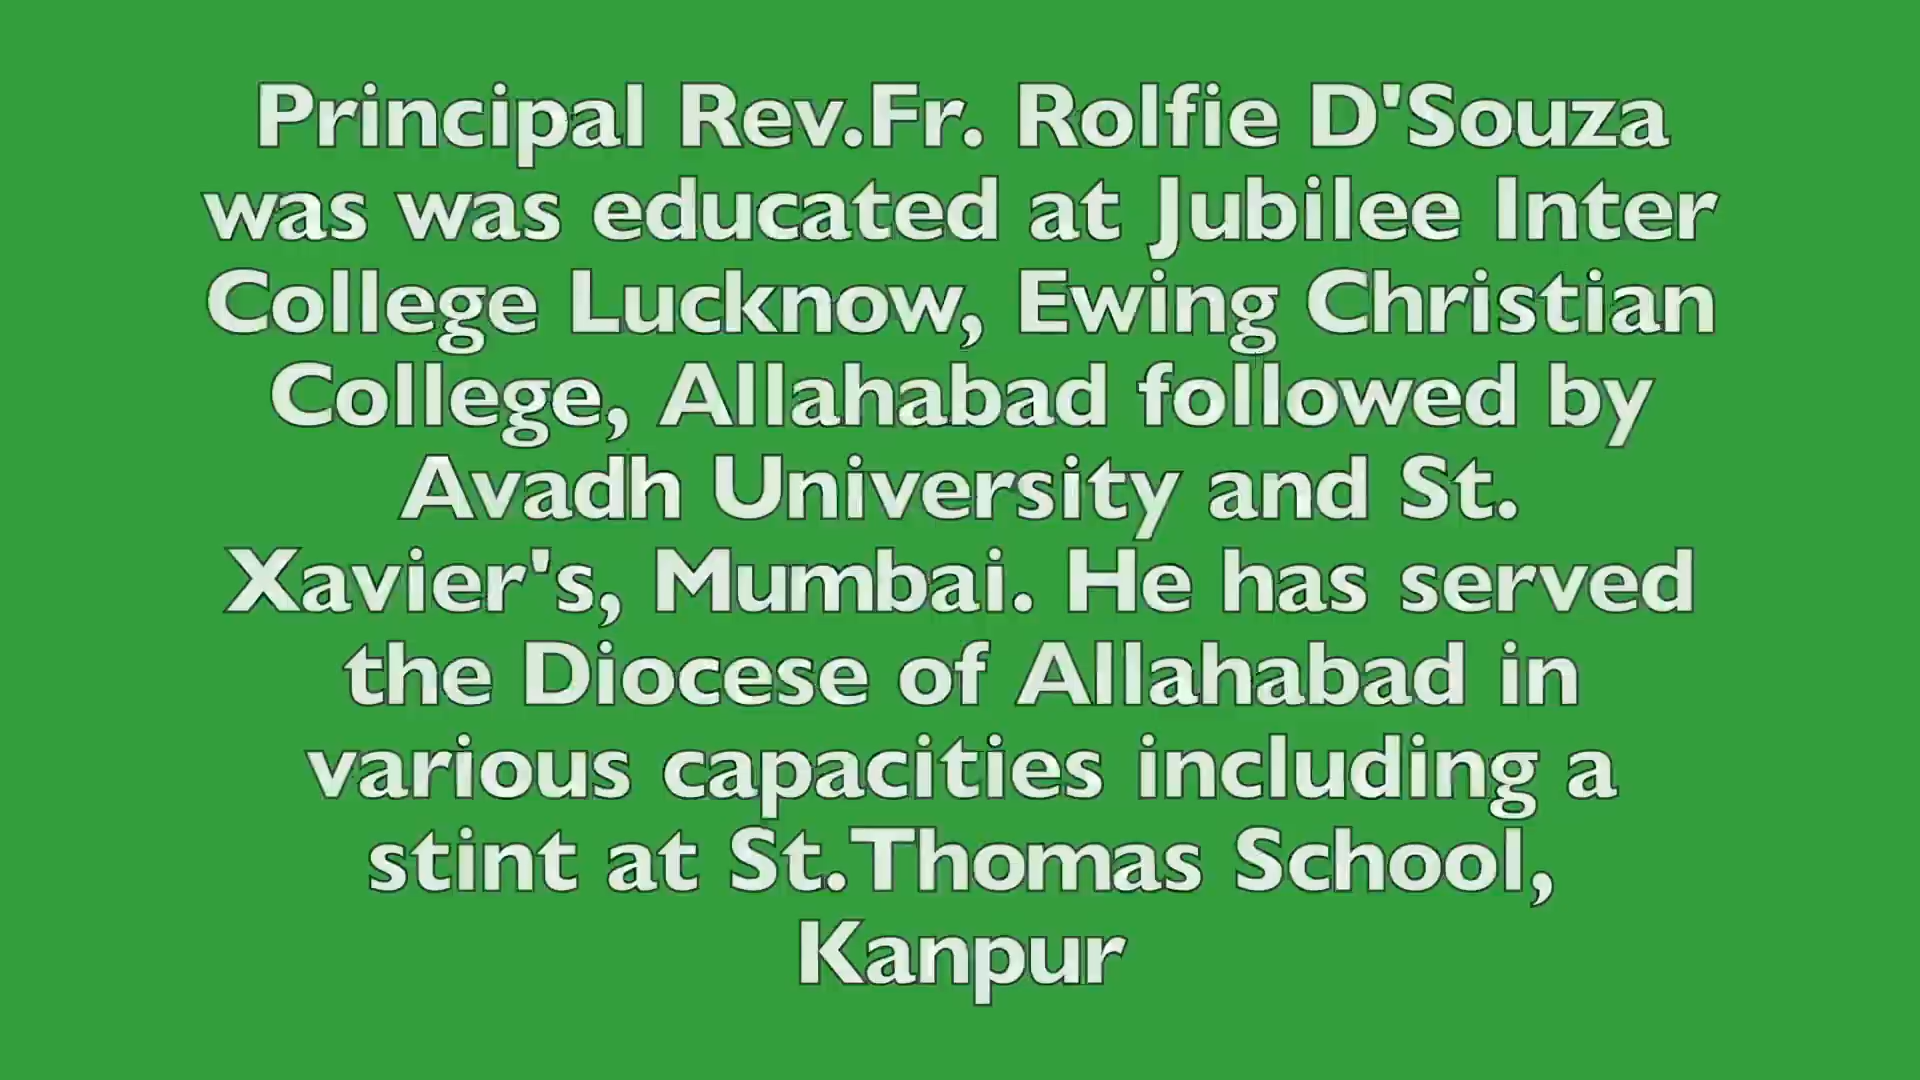 Principal Rev.Fr. Rolfie D'Souza
was was educated at Jubilee Inter
College Lucknow, Ewing Christian
College, Allahabad followed by
Avadh University and St.
Xavier's, Mumbai. He has served
the Diocese of Allahabad in
various capacities including a
stint at St.Thomas School,
Kanpur